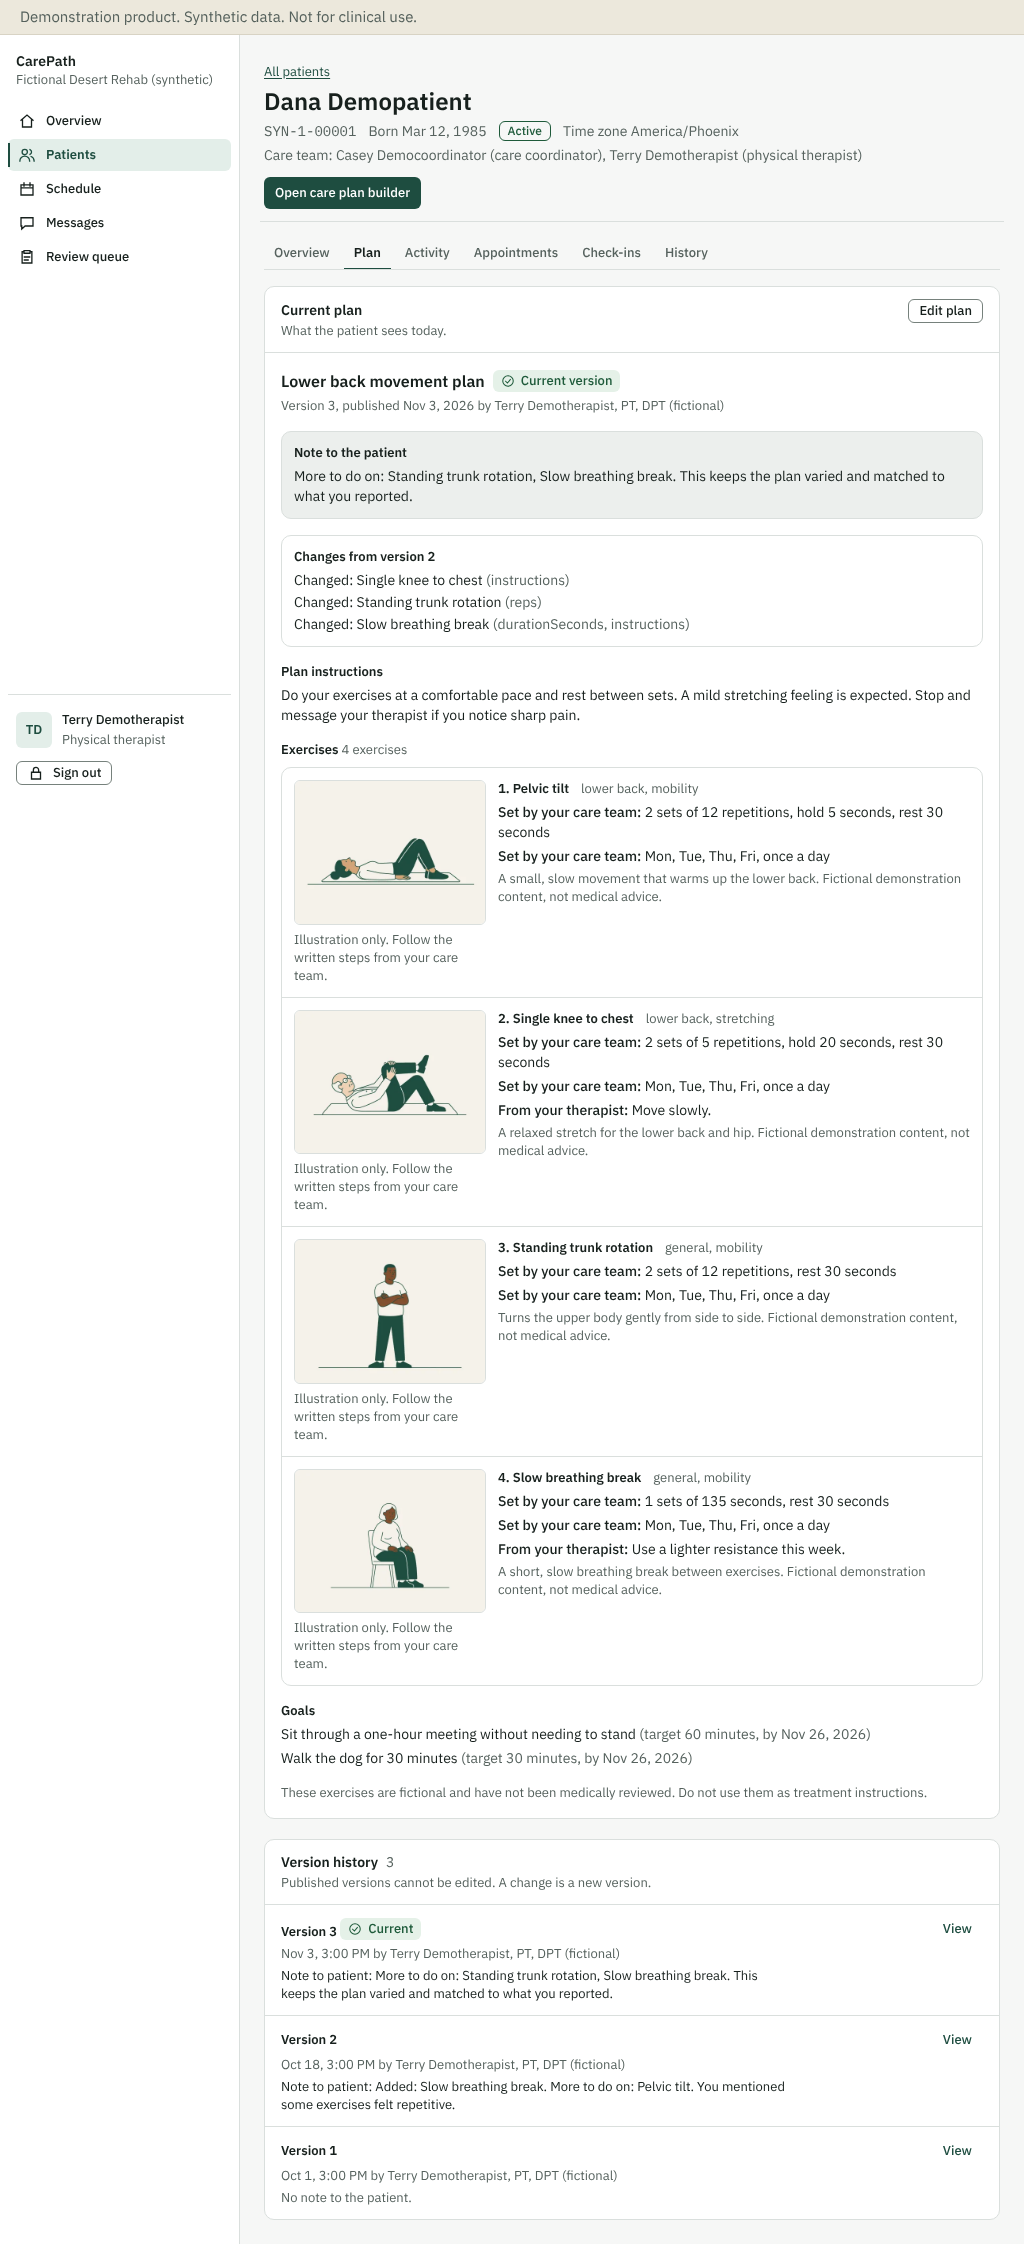 Demonstration product. Synthetic data. Not for clinical use.
CarePath
Fictional Desert Rehab (synthetic)
Overview
Patients
Schedule
Messages
Review queue
TD
Terry Demotherapist
Physical therapist
Sign out
All patients
Dana Demopatient
SYN-1-00001 Born Mar 12, 1985 Active Time zone America/Phoenix
Care team: Casey Democoordinator (care coordinator), Terry Demotherapist (physical therapist)
Open care plan builder
Overview Plan Activity Appointments Check-ins History
Current plan
Edit plan
What the patient sees today.
Lower back movement plan Current version
Version 3, published Nov 3, 2026 by Terry Demotherapist, PT, DPT (fictional)
Note to the patient
More to do on: Standing trunk rotation, Slow breathing break. This keeps the plan varied and matched to
what you reported.
Changes from version 2
Changed: Single knee to chest (instructions)
Changed: Standing trunk rotation (reps)
Changed: Slow breathing break (durationSeconds, instructions)
Plan instructions
Do your exercises at a comfortable pace and rest between sets. A mild stretching feeling is expected. Stop and
message your therapist if you notice sharp pain.
Exercises 4 exercises
1. Pelvic tilt lower back, mobility
Set by your care team: 2 sets of 12 repetitions, hold 5 seconds, rest 30
seconds
Set by your care team: Mon, Tue, Thu, Fri, once a day
A small, slow movement that warms up the lower back. Fictional demonstration
content, not medical advice.
Illustration only. Follow the
written steps from your care
team.
2. Single knee to chest lower back, stretching
Set by your care team: 2 sets of 5 repetitions, hold 20 seconds, rest 30
seconds
Set by your care team: Mon, Tue, Thu, Fri, once a day
From your therapist: Move slowly.
A relaxed stretch for the lower back and hip. Fictional demonstration content, not
medical advice.
Illustration only. Follow the
written steps from your care
team.
3. Standing trunk rotation general, mobility
Set by your care team: 2 sets of 12 repetitions, rest 30 seconds
Set by your care team: Mon, Tue, Thu, Fri, once a day
Turns the upper body gently from side to side. Fictional demonstration content,
not medical advice.
Illustration only. Follow the
written steps from your care
team.
4. Slow breathing break general, mobility
Set by your care team: 1 sets of 135 seconds, rest 30 seconds
Set by your care team: Mon, Tue, Thu, Fri, once a day
From your therapist: Use a lighter resistance this week.
A short, slow breathing break between exercises. Fictional demonstration
content, not medical advice.
Illustration only. Follow the
written steps from your care
team.
Goals
Sit through a one-hour meeting without needing to stand (target 60 minutes, by Nov 26, 2026)
Walk the dog for 30 minutes (target 30 minutes, by Nov 26, 2026)
These exercises are fictional and have not been medically reviewed. Do not use them as treatment instructions.
Version history 3
Published versions cannot be edited. A change is a new version.
Version 3 Current
View
Nov 3, 3:00 PM by Terry Demotherapist, PT, DPT (fictional)
Note to patient: More to do on: Standing trunk rotation, Slow breathing break. This
keeps the plan varied and matched to what you reported.
Version 2
View
Oct 18, 3:00 PM by Terry Demotherapist, PT, DPT (fictional)
Note to patient: Added: Slow breathing break. More to do on: Pelvic tilt. You mentioned
some exercises felt repetitive.
Version 1
View
Oct 1, 3:00 PM by Terry Demotherapist, PT, DPT (fictional)
No note to the patient.